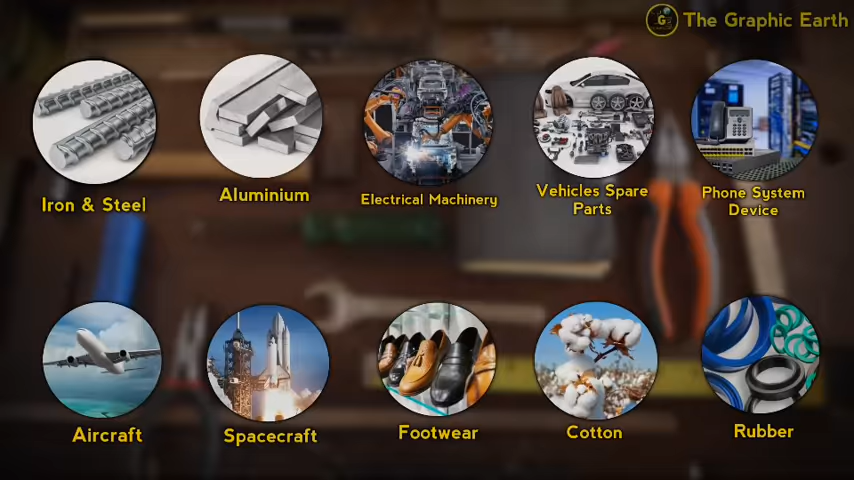 The Graphic Earth
Iron & Steel
Aluminium
Electrical Machinery
Vehicles Spare
Parts
Phone System
Device
Aircraft
Spacecraft
Footwear
Cotton
Rubber